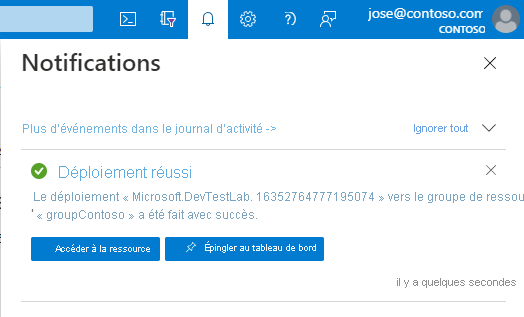 jose@contoso.com
CONTOSO
Notifications
Plus d'événements dans le journal d'activité ->
Ignorer tout
Déploiement réussi
Le déploiement « Microsoft.DevTestLab. 16352764777195074 » vers le groupe de ressou
' « groupContoso » a été fait avec succès.
Accéder à la ressource
Épingler au tableau de bord
il y a quelques secondes